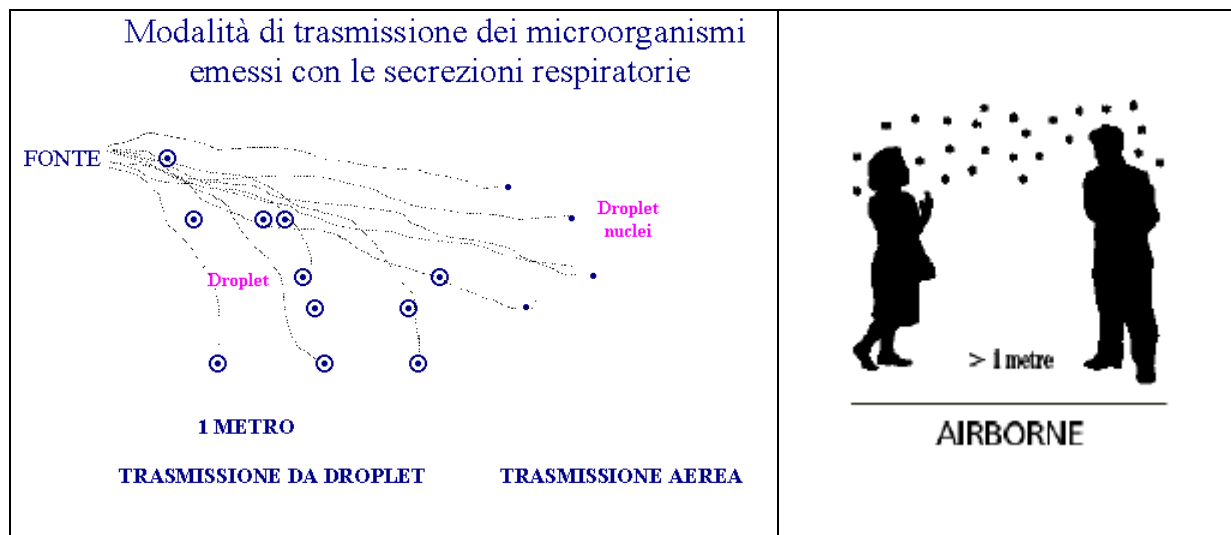 Modalità di trasmissione dei microorganismi
emessi con le secrezioni respiratorie
FONTE
Droplet
nuclei
Droplet
1 METRO
TRASMISSIONE DA DROPLET
TRASMISSIONE AEREA
> 1 metre
AIRBORNE